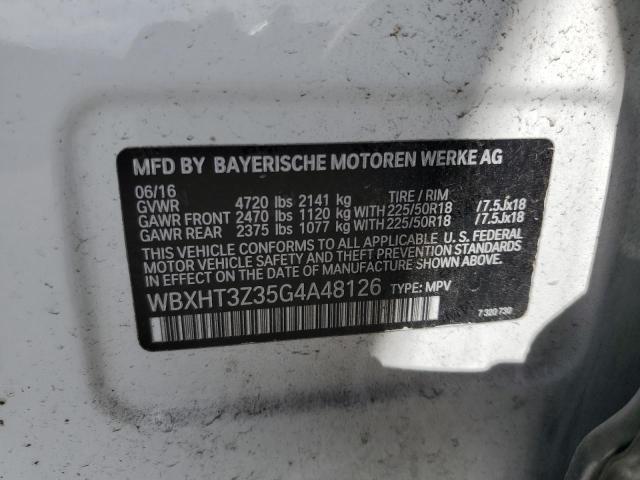 MFD BY BAYERISCHE MOTOREN WERKE AG
06/16
GVWR 4720 lbs 2141 kg TIRE / RIM
GAWR FRONT 2470 lbs 1120 kg WITH 225/50R18 /7.5Jx18
GAWR REAR 2375 lbs 1077 kg WITH 225/50R18 /7.5Jx18
THIS VEHICLE CONFORMS TO ALL APPLICABLE U.S. FEDERAL
MOTOR VEHICLE SAFETY AND THEFT PREVENTION STANDARDS
IN EFFECT ON THE DATE OF MANUFACTURE SHOWN ABOVE.
WBXHT3Z35G4A48126 TYPE: MPV
7 320 730